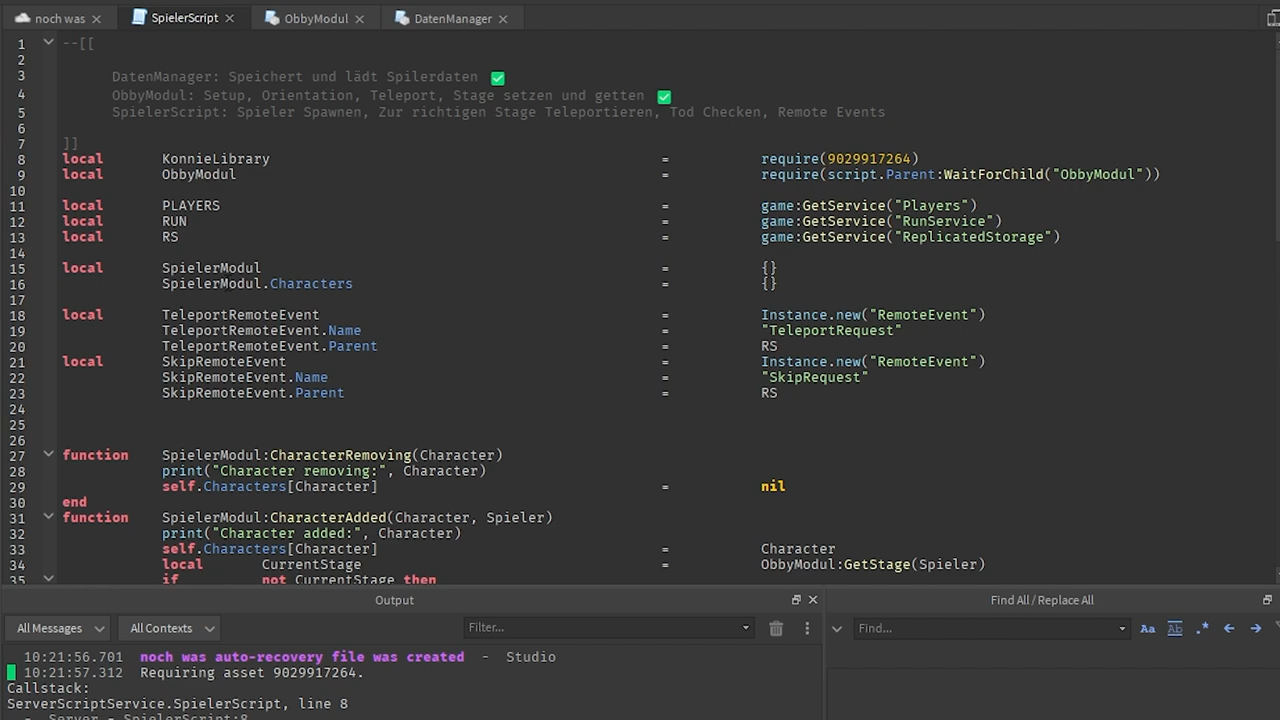 noch was
SpielerScript
ObbyModul
DatenManager
1 --[[
2
3 DatenManager: Speichert und lädt Spilerdaten ✅
4 ObbyModul: Setup, Orientation, Teleport, Stage setzen und getten ✅
5 SpielerScript: Spieler Spawnen, Zur richtigen Stage Teleportieren, Tod Checken, Remote Events
6
7 ]]
8 local KonnieLibrary = require(9029917264)
9 local ObbyModul = require(script.Parent:WaitForChild("ObbyModul"))
10
11 local PLAYERS = game:GetService("Players")
12 local RUN = game:GetService("RunService")
13 local RS = game:GetService("ReplicatedStorage")
14
15 local SpielerModul = {}
16 SpielerModul.Characters = {}
17
18 local TeleportRemoteEvent = Instance.new("RemoteEvent")
19 TeleportRemoteEvent.Name = "TeleportRequest"
20 TeleportRemoteEvent.Parent = RS
21 local SkipRemoteEvent = Instance.new("RemoteEvent")
22 SkipRemoteEvent.Name = "SkipRequest"
23 SkipRemoteEvent.Parent = RS
24
25
26
27 function SpielerModul:CharacterRemoving(Character)
28 print("Character removing:", Character)
29 self.Characters[Character] = nil
30 end
31 function SpielerModul:CharacterAdded(Character, Spieler)
32 print("Character added:", Character)
33 self.Characters[Character] = Character
34 local CurrentStage = ObbyModul:GetStage(Spieler)
35 if not CurrentStage then
Output
All Messages All Contexts Filter...
10:21:56.701 noch was auto-recovery file was created - Studio
10:21:57.312 Requiring asset 9029917264.
Callstack:
ServerScriptService.SpielerScript, line 8
- Server - SpielerScript:8
Find All / Replace All
Find... Aa Ab .*